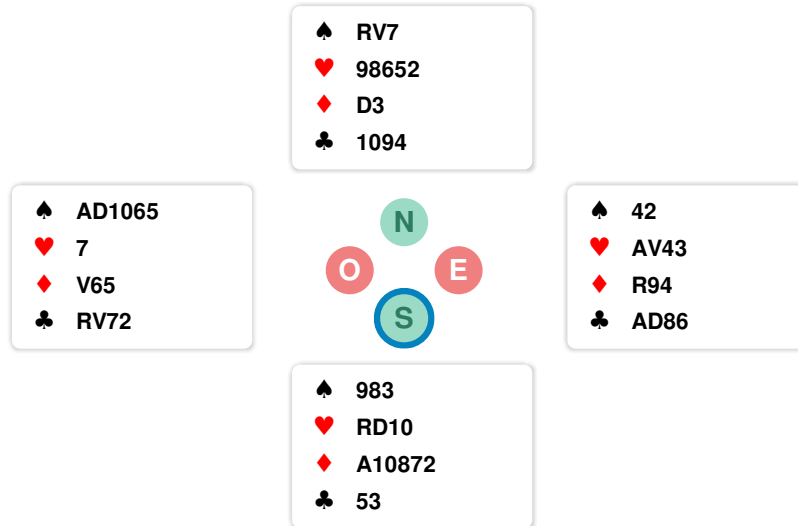 ♠ RV7
♥ 98652
♦ D3
♣ 1094
♠ AD1065
♥ 7
♦ V65
♣ RV72
N
O E
S
♠ 42
♥ AV43
♦ R94
♣ AD86
♠ 983
♥ RD10
♦ A10872
♣ 53